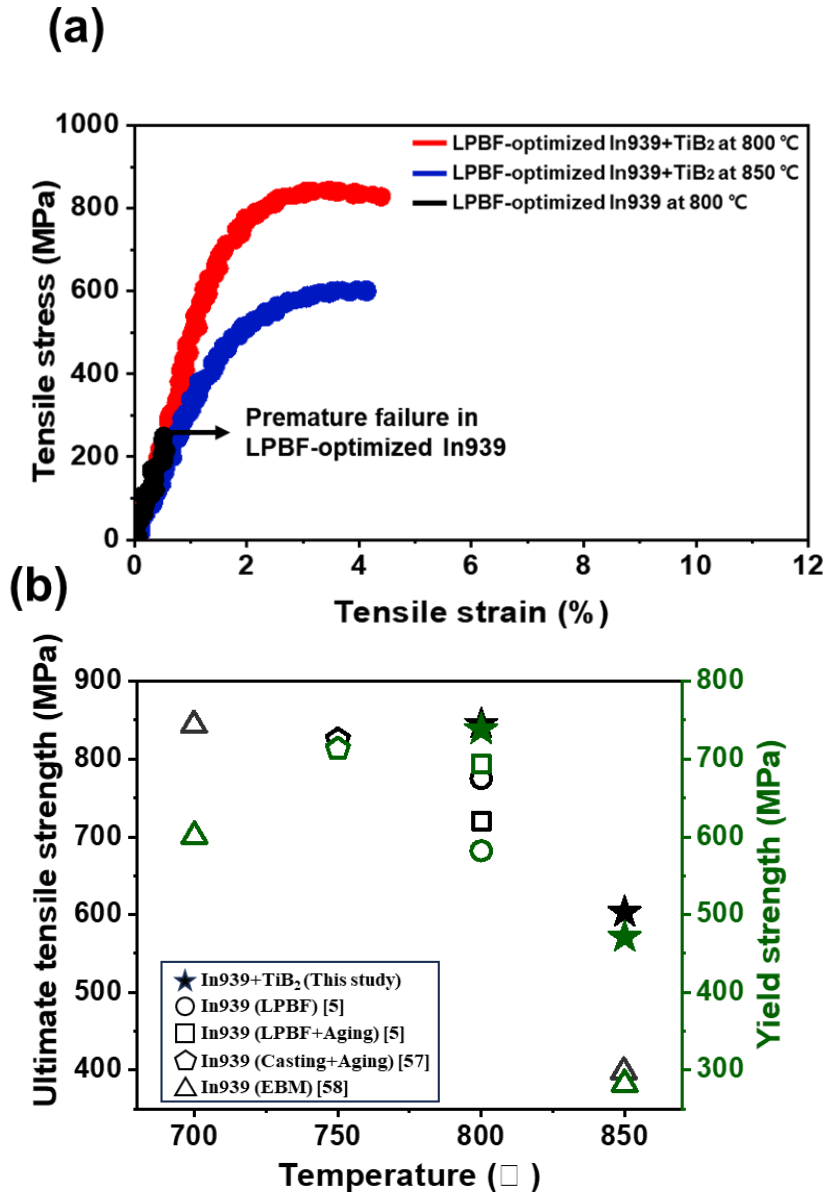 (a)
1000
800
600
400
200
0
Tensile stress (MPa)
LPBF-optimized In939+TiB₂ at 800 ℃
LPBF-optimized In939+TiB₂ at 850 ℃
LPBF-optimized In939 at 800 ℃
Premature failure in
LPBF-optimized In939
0 2 4 6 8 10 12
Tensile strain (%)
(b)
900
800
700
600
500
400
Ultimate tensile strength (MPa)
800
700
600
500
400
300
Yield strength (MPa)
In939+TiB₂ (This study)
In939 (LPBF) [5]
In939 (LPBF+Aging) [5]
In939 (Casting+Aging) [57]
In939 (EBM) [58]
700 750 800 850
Temperature (□)